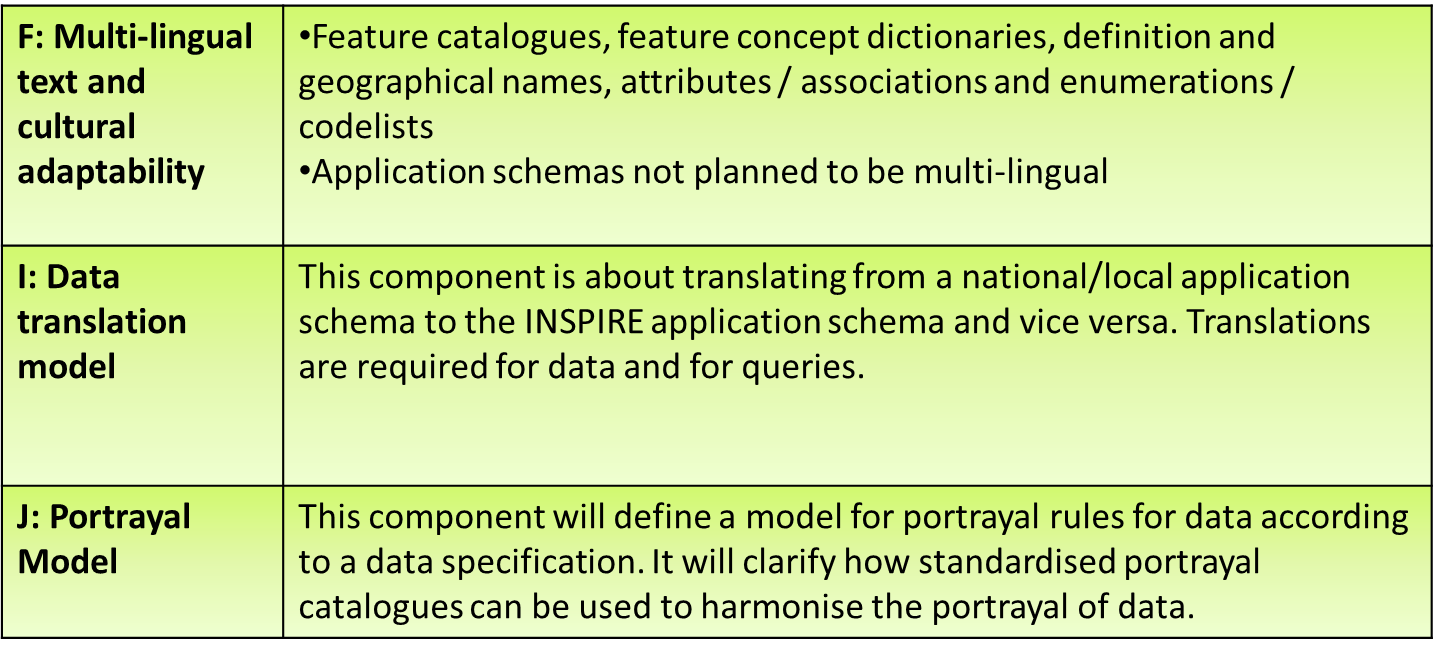 F: Multi-lingual
text and
cultural
adaptability
•Feature catalogues, feature concept dictionaries, definition and
geographical names, attributes / associations and enumerations /
codelists
•Application schemas not planned to be multi-lingual
I: Data
translation
model
This component is about translating from a national/local application
schema to the INSPIRE application schema and vice versa. Translations
are required for data and for queries.
J: Portrayal
Model
This component will define a model for portrayal rules for data according
to a data specification. It will clarify how standardised portrayal
catalogues can be used to harmonise the portrayal of data.